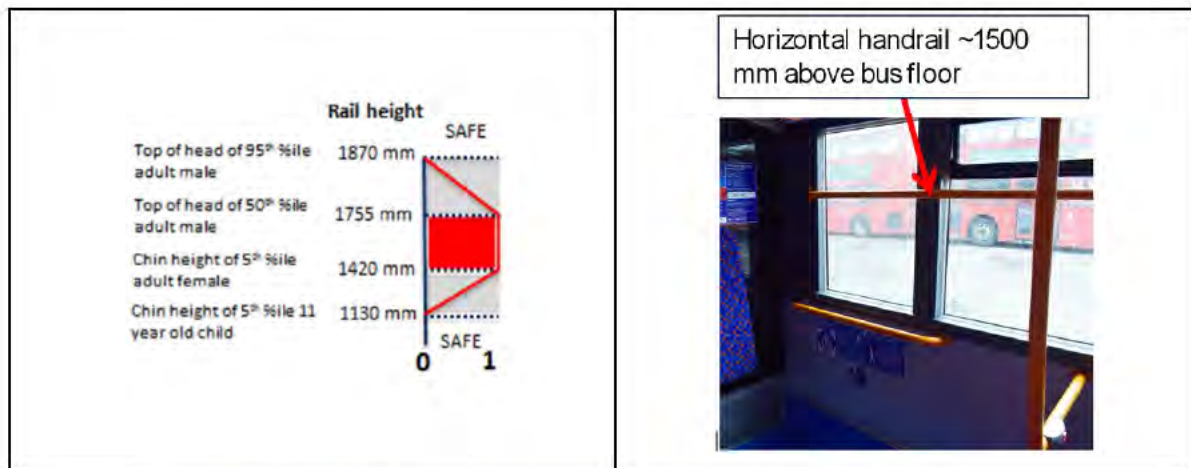 Rail height
SAFE
Top of head of 95th %ile
adult male
1870 mm
Top of head of 50th %ile
adult male
1755 mm
Chin height of 5th %ile
adult female
1420 mm
Chin height of 5th %ile 11
year old child
1130 mm
SAFE
0 1
Horizontal handrail ~1500
mm above bus floor